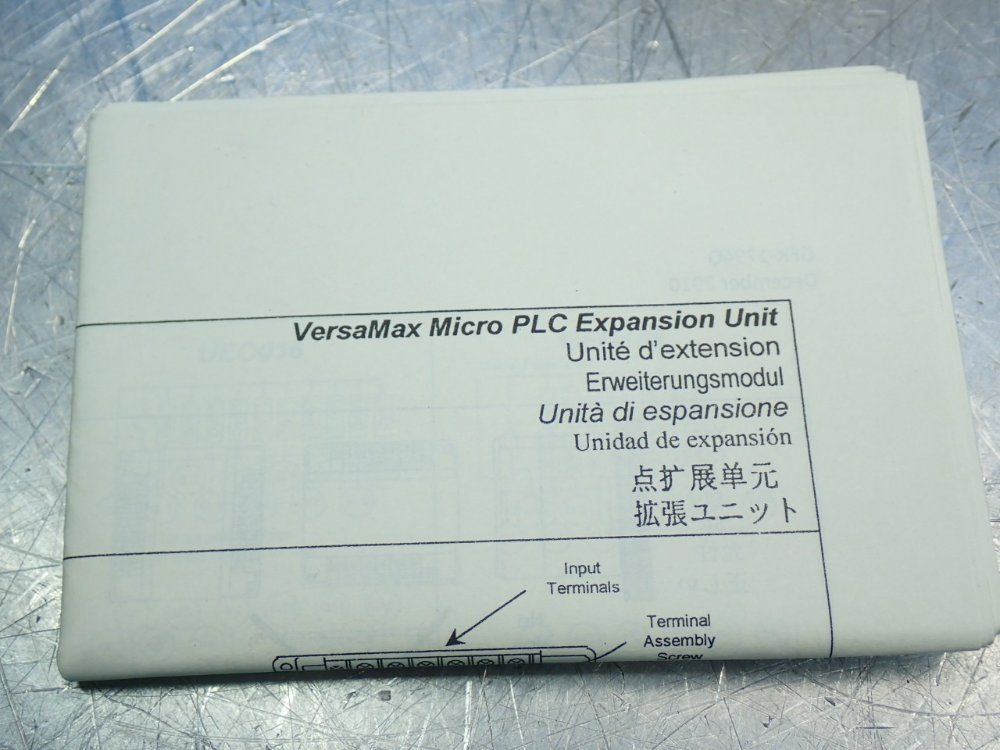 VersaMax Micro PLC Expansion Unit
Unité d'extension
Erweiterungsmodul
Unità di espansione
Unidad de expansión
点扩展单元
拡張ユニット
Input
Terminals
Terminal
Assembly
Screw